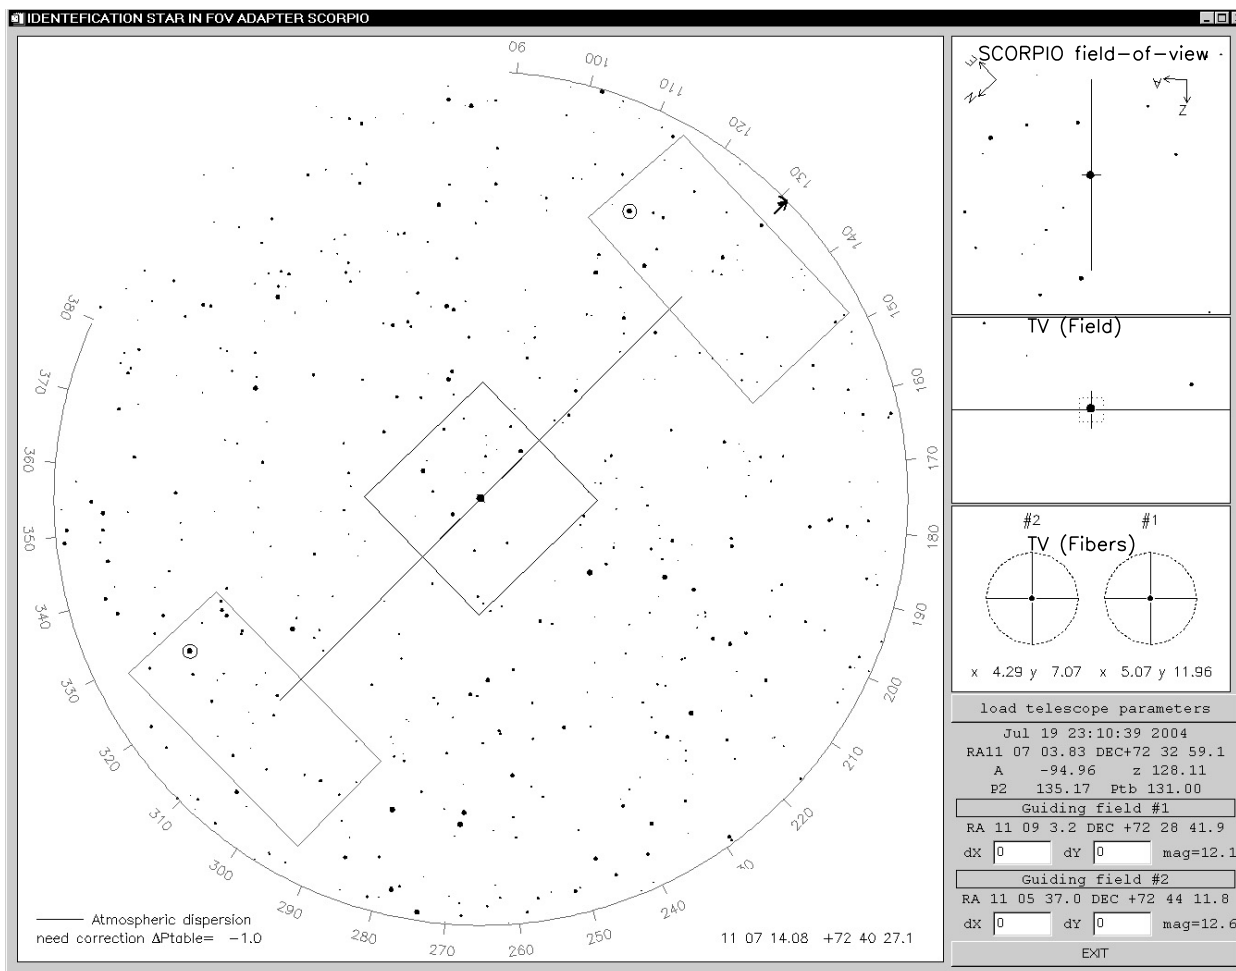 IDENTEFICATION STAR IN FOV ADAPTER SCORPIO
90
100
110
120
130
140
150
160
170
180
190
200
210
220
240
250
260
270
280
290
300
310
320
330
340
350
360
370
380
Atmospheric dispersion
need correction ΔPtable= -1.0
11 07 14.08 +72 40 27.1
SCORPIO field-of-view
E
N
A
Z
TV (Field)
#2 #1
TV (Fibers)
x 4.29 y 7.07 x 5.07 y 11.96
load telescope parameters
Jul 19 23:10:39 2004
RA11 07 03.83 DEC+72 32 59.1
A -94.96 z 128.11
P2 135.17 Ptb 131.00
Guiding field #1
RA 11 09 3.2 DEC +72 28 41.9
dX 0 dY 0 mag=12.1
Guiding field #2
RA 11 05 37.0 DEC +72 44 11.8
dX 0 dY 0 mag=12.6
EXIT